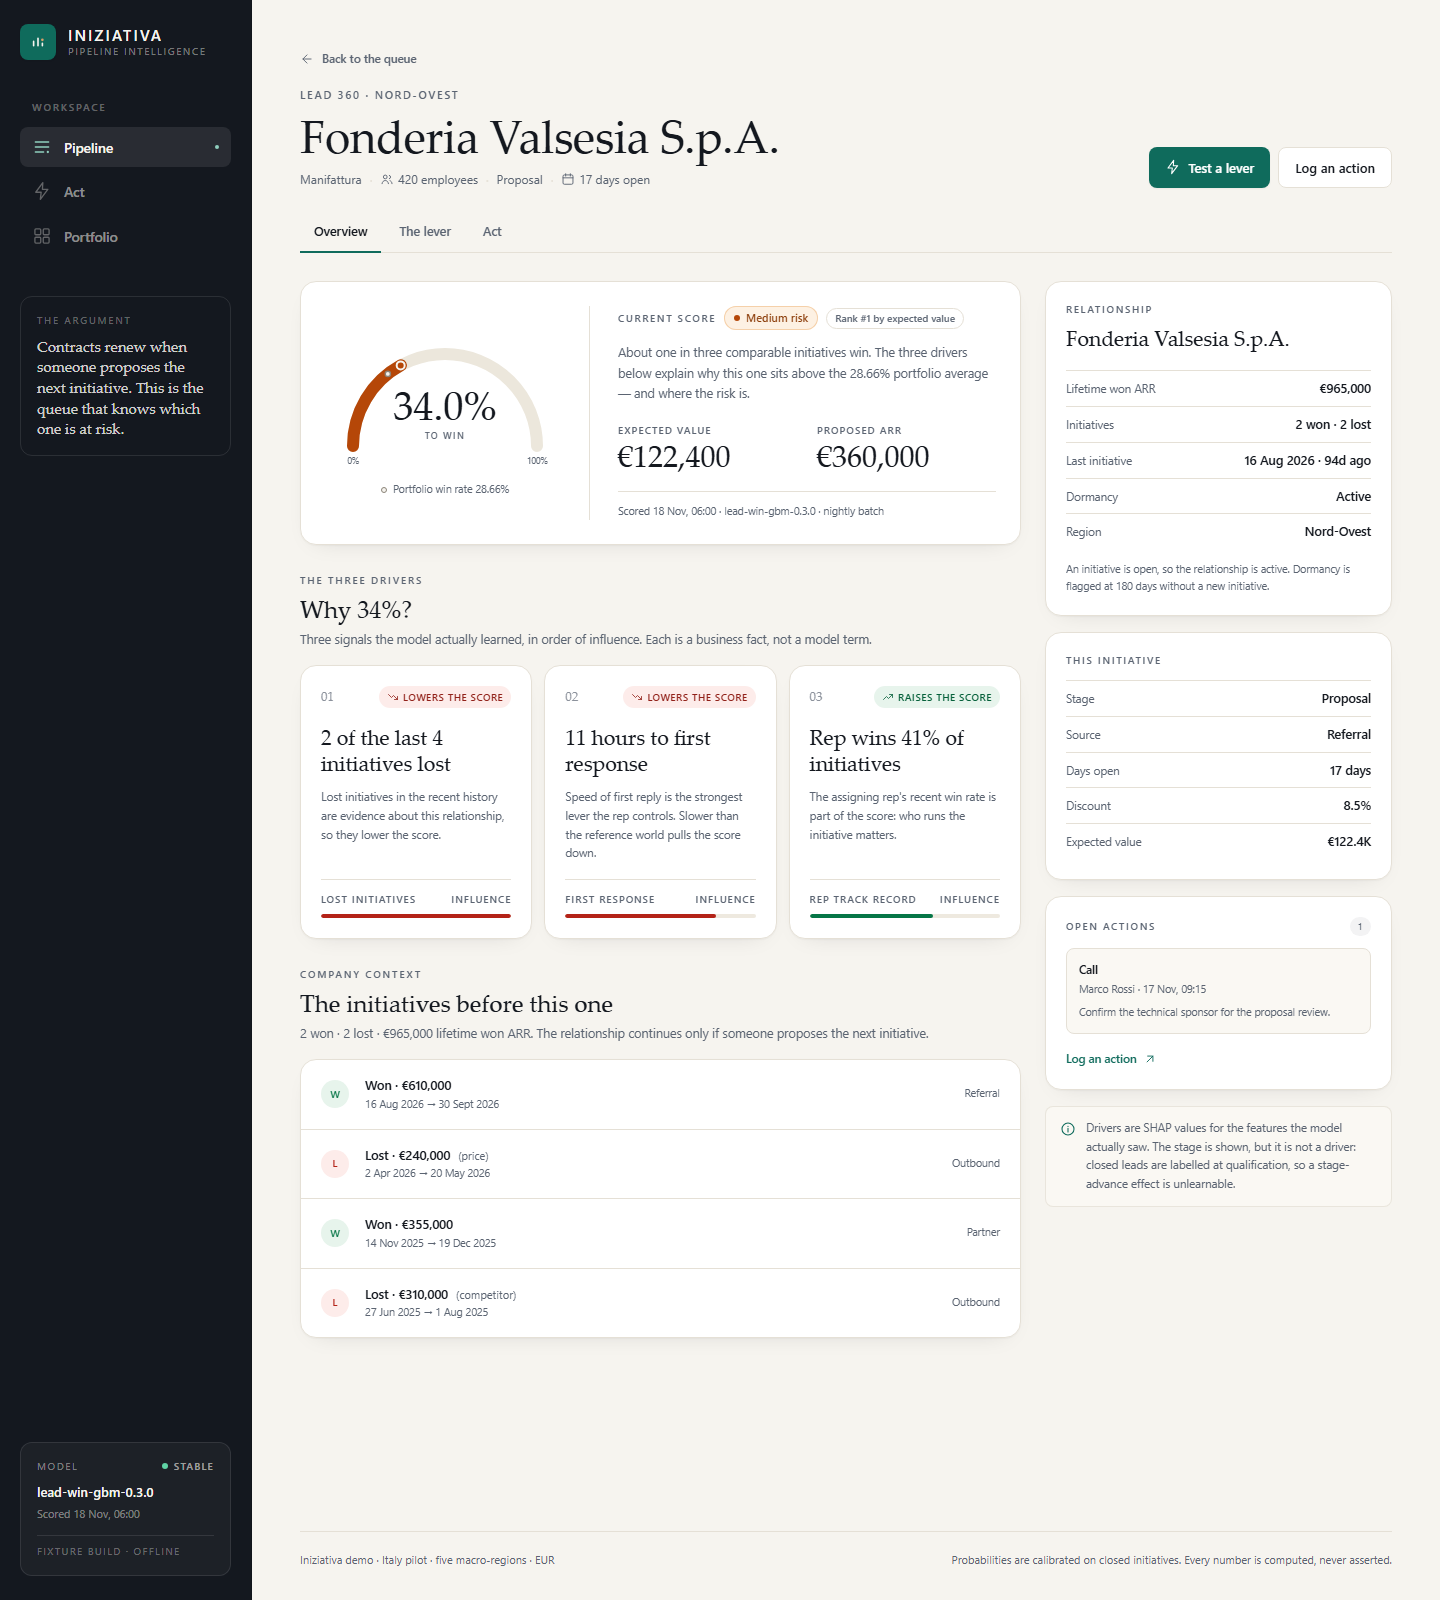 INIZIATIVA
PIPELINE INTELLIGENCE
WORKSPACE
Pipeline
Act
Portfolio
THE ARGUMENT
Contracts renew when
someone proposes the
next initiative. This is the
queue that knows which
one is at risk.
MODEL
STABLE
lead-win-gbm-0.3.0
Scored 18 Nov, 06:00
FIXTURE BUILD · OFFLINE
Back to the queue
LEAD 360 · NORD-OVEST
Fonderia Valsesia S.p.A.
Manifattura · 420 employees · Proposal · 17 days open
Test a lever
Log an action
Overview
The lever
Act
34.0%
TO WIN
0%
100%
Portfolio win rate 28.66%
CURRENT SCORE
Medium risk
Rank #1 by expected value
About one in three comparable initiatives win. The three drivers
below explain why this one sits above the 28.66% portfolio average
— and where the risk is.
EXPECTED VALUE
€122,400
PROPOSED ARR
€360,000
Scored 18 Nov, 06:00 · lead-win-gbm-0.3.0 · nightly batch
THE THREE DRIVERS
Why 34%?
Three signals the model actually learned, in order of influence. Each is a business fact, not a model term.
01
LOWERS THE SCORE
2 of the last 4
initiatives lost
Lost initiatives in the recent history
are evidence about this relationship,
so they lower the score.
LOST INITIATIVES
INFLUENCE
02
LOWERS THE SCORE
11 hours to first
response
Speed of first reply is the strongest
lever the rep controls. Slower than
the reference world pulls the score
down.
FIRST RESPONSE
INFLUENCE
03
RAISES THE SCORE
Rep wins 41% of
initiatives
The assigning rep's recent win rate is
part of the score: who runs the
initiative matters.
REP TRACK RECORD
INFLUENCE
COMPANY CONTEXT
The initiatives before this one
2 won · 2 lost · €965,000 lifetime won ARR. The relationship continues only if someone proposes the next initiative.
W
Won · €610,000
16 Aug 2026 → 30 Sept 2026
Referral
L
Lost · €240,000 (price)
2 Apr 2026 → 20 May 2026
Outbound
W
Won · €355,000
14 Nov 2025 → 19 Dec 2025
Partner
L
Lost · €310,000 (competitor)
27 Jun 2025 → 1 Aug 2025
Outbound
RELATIONSHIP
Fonderia Valsesia S.p.A.
Lifetime won ARR €965,000
Initiatives 2 won · 2 lost
Last initiative 16 Aug 2026 · 94d ago
Dormancy Active
Region Nord-Ovest
An initiative is open, so the relationship is active. Dormancy is
flagged at 180 days without a new initiative.
THIS INITIATIVE
Stage Proposal
Source Referral
Days open 17 days
Discount 8.5%
Expected value €122.4K
OPEN ACTIONS 1
Call
Marco Rossi · 17 Nov, 09:15
Confirm the technical sponsor for the proposal review.
Log an action
Drivers are SHAP values for the features the model
actually saw. The stage is shown, but it is not a driver:
closed leads are labelled at qualification, so a stage-
advance effect is unlearnable.
Iniziativa demo · Italy pilot · five macro-regions · EUR
Probabilities are calibrated on closed initiatives. Every number is computed, never asserted.